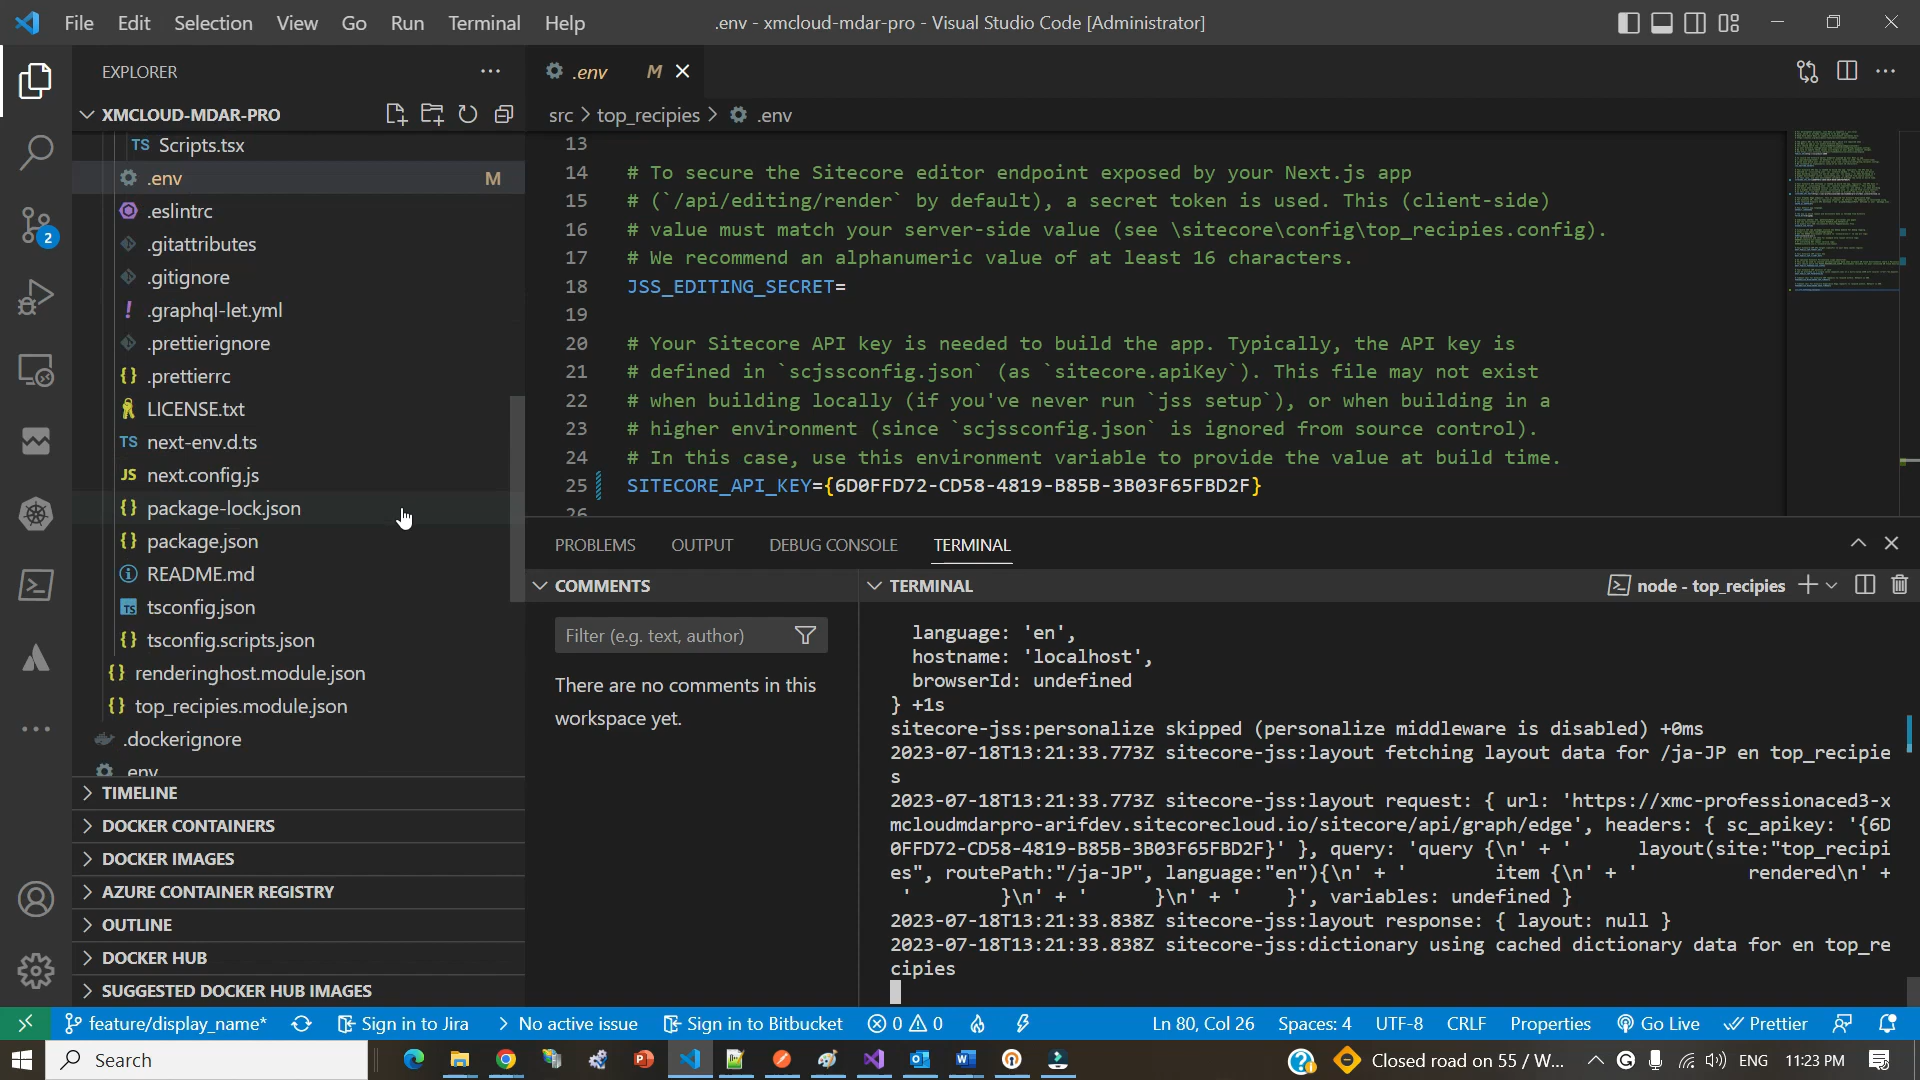 File Edit Selection View Go Run Terminal Help
.env - xmcloud-mdar-pro - Visual Studio Code [Administrator]
EXPLORER
XMCLOUD-MDAR-PRO
TS Scripts.tsx
.env M
.eslintrc
.gitattributes
.gitignore
! .graphql-let.yml
.prettierignore
{} .prettierrc
LICENSE.txt
TS next-env.d.ts
JS next.config.js
{} package-lock.json
{} package.json
README.md
TS tsconfig.json
{} tsconfig.scripts.json
{} renderinghost.module.json
{} top_recipies.module.json
.dockerignore
.env
TIMELINE
DOCKER CONTAINERS
DOCKER IMAGES
AZURE CONTAINER REGISTRY
OUTLINE
DOCKER HUB
SUGGESTED DOCKER HUB IMAGES
2
.env M
src > top_recipies > .env
13
14 # To secure the Sitecore editor endpoint exposed by your Next.js app
15 # (`/api/editing/render` by default), a secret token is used. This (client-side)
16 # value must match your server-side value (see \sitecore\config\top_recipies.config).
17 # We recommend an alphanumeric value of at least 16 characters.
18 JSS_EDITING_SECRET=
19
20 # Your Sitecore API key is needed to build the app. Typically, the API key is
21 # defined in `scjssconfig.json` (as `sitecore.apiKey`). This file may not exist
22 # when building locally (if you've never run `jss setup`), or when building in a
23 # higher environment (since `scjssconfig.json` is ignored from source control).
24 # In this case, use this environment variable to provide the value at build time.
25 SITECORE_API_KEY={6D0FFD72-CD58-4819-B85B-3B03F65FBD2F}
26
PROBLEMS OUTPUT DEBUG CONSOLE TERMINAL
COMMENTS
Filter (e.g. text, author)
There are no comments in this
workspace yet.
TERMINAL
node - top_recipies
language: 'en',
hostname: 'localhost',
browserId: undefined
} +1s
sitecore-jss:personalize skipped (personalize middleware is disabled) +0ms
2023-07-18T13:21:33.773Z sitecore-jss:layout fetching layout data for /ja-JP en top_recipie
s
2023-07-18T13:21:33.773Z sitecore-jss:layout request: { url: 'https://xmc-professionaced3-x
mcloudmdarpro-arifdev.sitecorecloud.io/sitecore/api/graph/edge', headers: { sc_apikey: '{6D
0FFD72-CD58-4819-B85B-3B03F65FBD2F}' }, query: 'query {\n' + '      layout(site:"top_recipi
es", routePath:"/ja-JP", language:"en"){\n' + '        item {\n' + '          rendered\n' +
 '        }\n' + '      }\n' + '    }', variables: undefined }
2023-07-18T13:21:33.838Z sitecore-jss:layout response: { layout: null }
2023-07-18T13:21:33.838Z sitecore-jss:dictionary using cached dictionary data for en top_re
cipies
feature/display_name* Sign in to Jira No active issue Sign in to Bitbucket 0 0 Ln 80, Col 26 Spaces: 4 UTF-8 CRLF Properties Go Live Prettier
Search
Closed road on 55 / W... ENG 11:23 PM